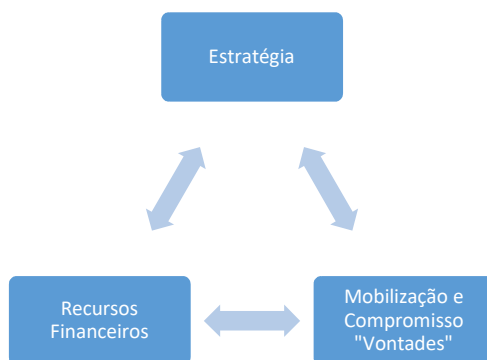 Estratégia
Recursos
Financeiros
Mobilização e
Compromisso
"Vontades"